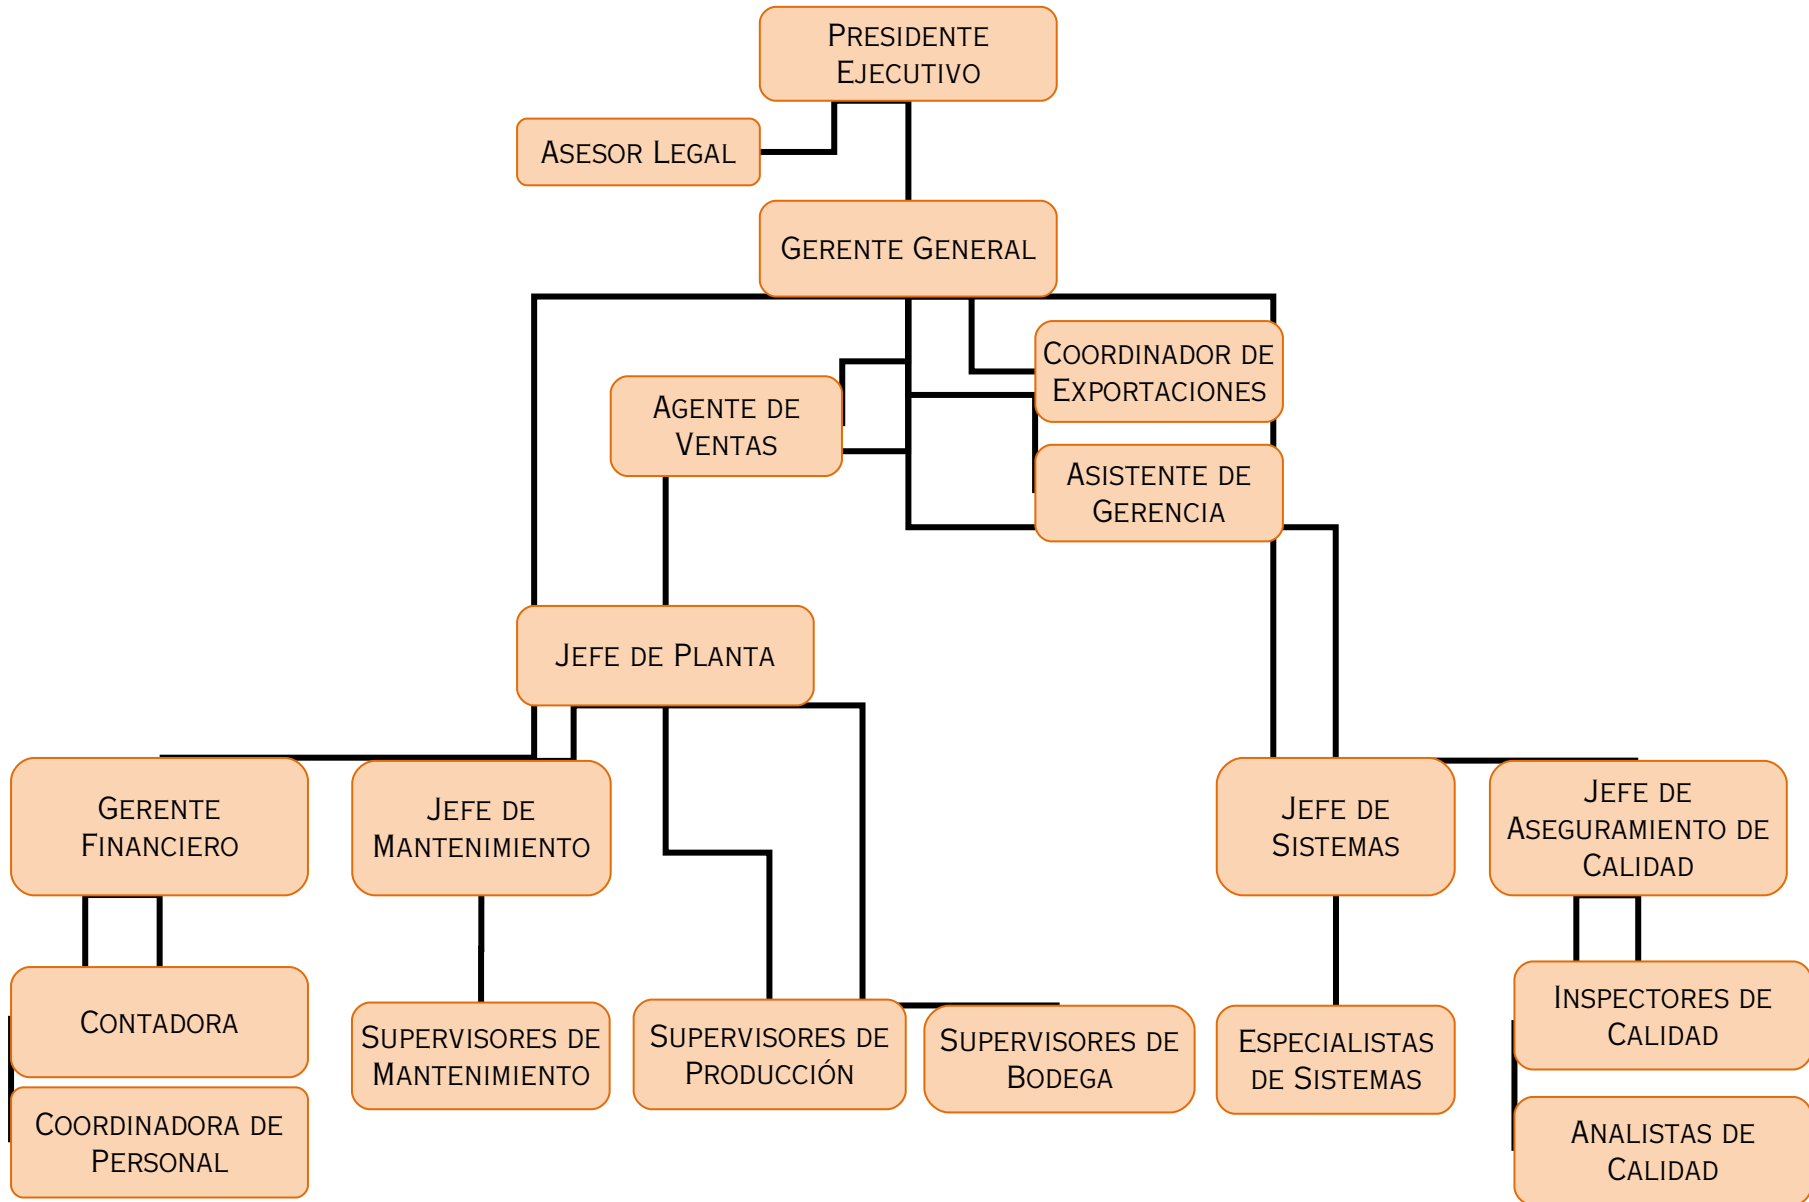 PRESIDENTE
EJECUTIVO
ASESOR LEGAL
GERENTE GENERAL
COORDINADOR DE
EXPORTACIONES
AGENTE DE
VENTAS
ASISTENTE DE
GERENCIA
JEFE DE PLANTA
GERENTE
FINANCIERO
JEFE DE
MANTENIMIENTO
JEFE DE
SISTEMAS
JEFE DE
ASEGURAMIENTO DE
CALIDAD
CONTADORA
SUPERVISORES DE
MANTENIMIENTO
SUPERVISORES DE
PRODUCCIÓN
SUPERVISORES DE
BODEGA
ESPECIALISTAS
DE SISTEMAS
INSPECTORES DE
CALIDAD
COORDINADORA DE
PERSONAL
ANALISTAS DE
CALIDAD